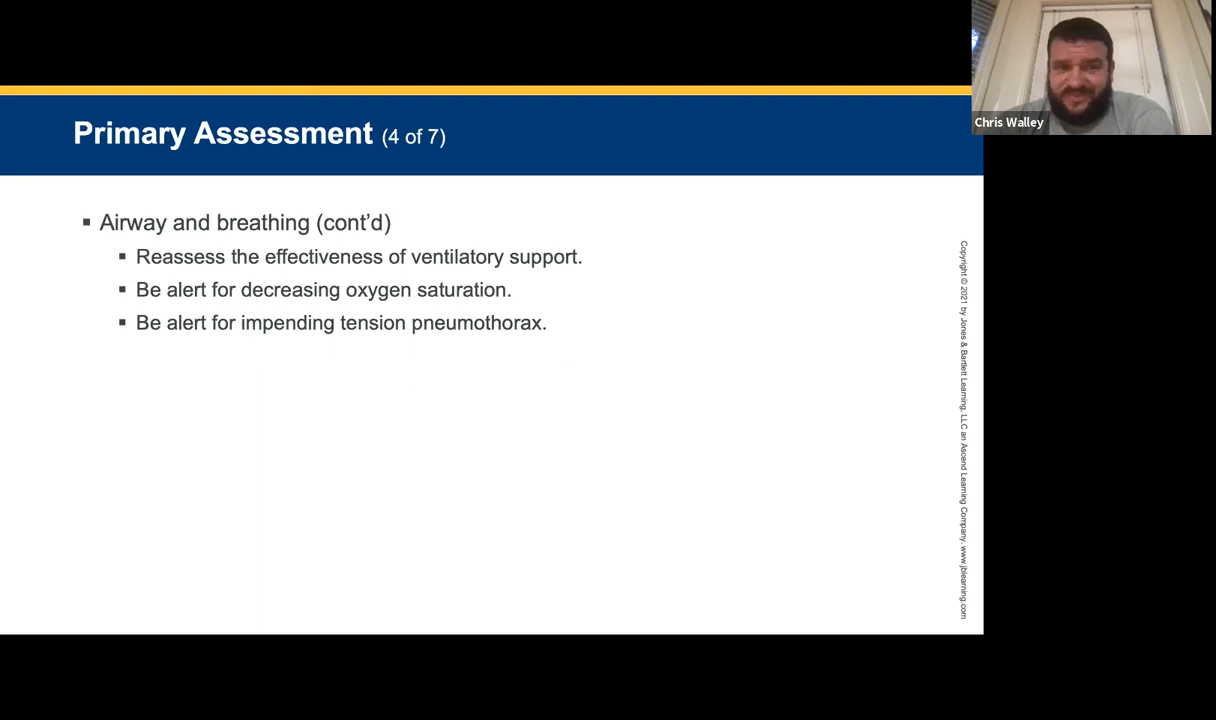 Primary Assessment (4 of 7)
▪ Airway and breathing (cont’d)
▪ Reassess the effectiveness of ventilatory support.
▪ Be alert for decreasing oxygen saturation.
▪ Be alert for impending tension pneumothorax.
Chris Walley
Copyright © 2021 by Jones & Bartlett Learning, LLC an Ascend Learning Company. www.jblearning.com